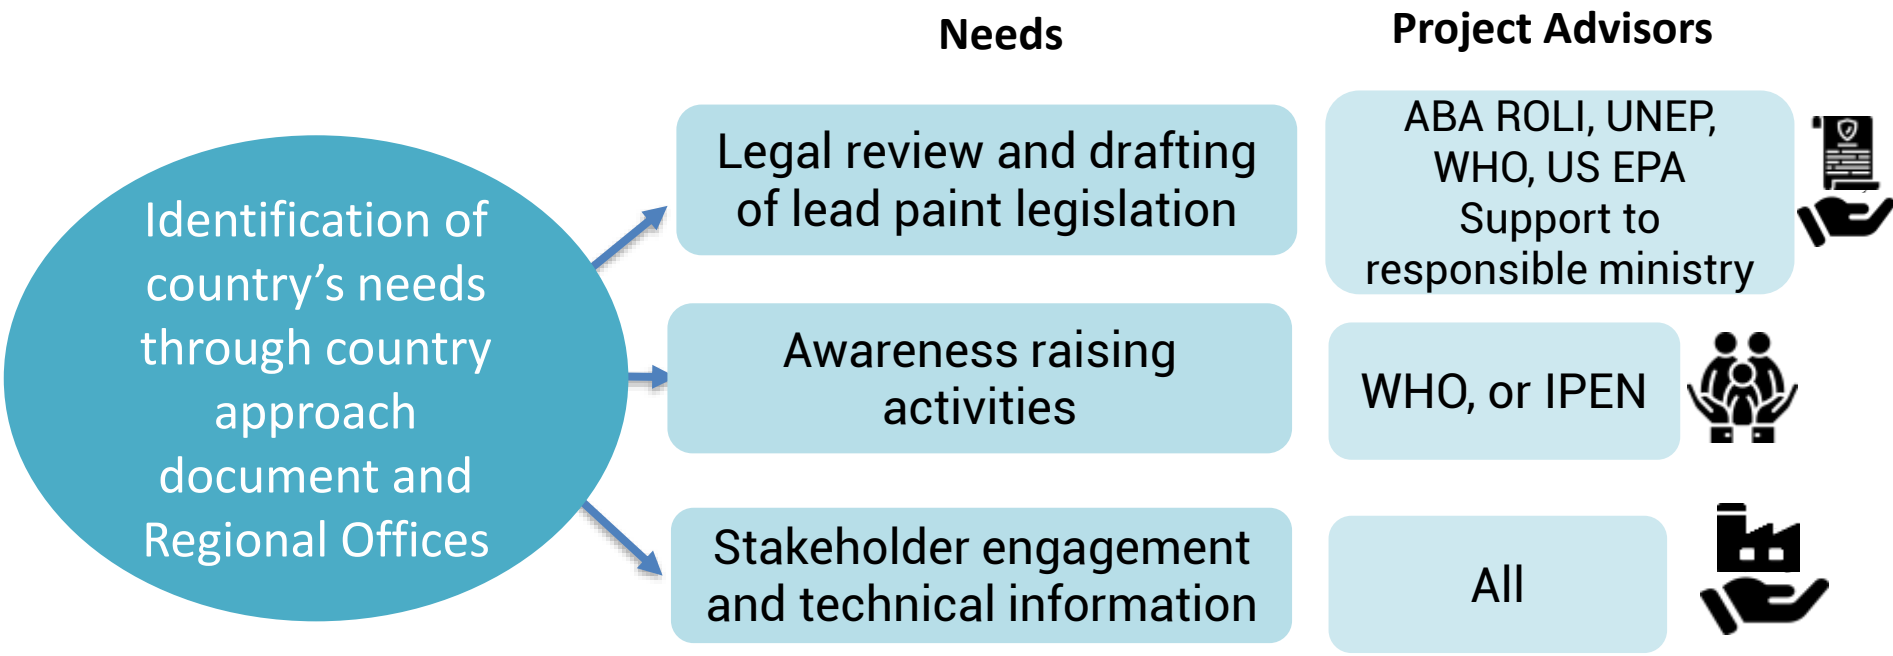 Needs
Project Advisors
Identification of
country’s needs
through country
approach
document and
Regional Offices
Legal review and drafting
of lead paint legislation
ABA ROLI, UNEP,
WHO, US EPA
Support to
responsible ministry
Awareness raising
activities
WHO, or IPEN
Stakeholder engagement
and technical information
All